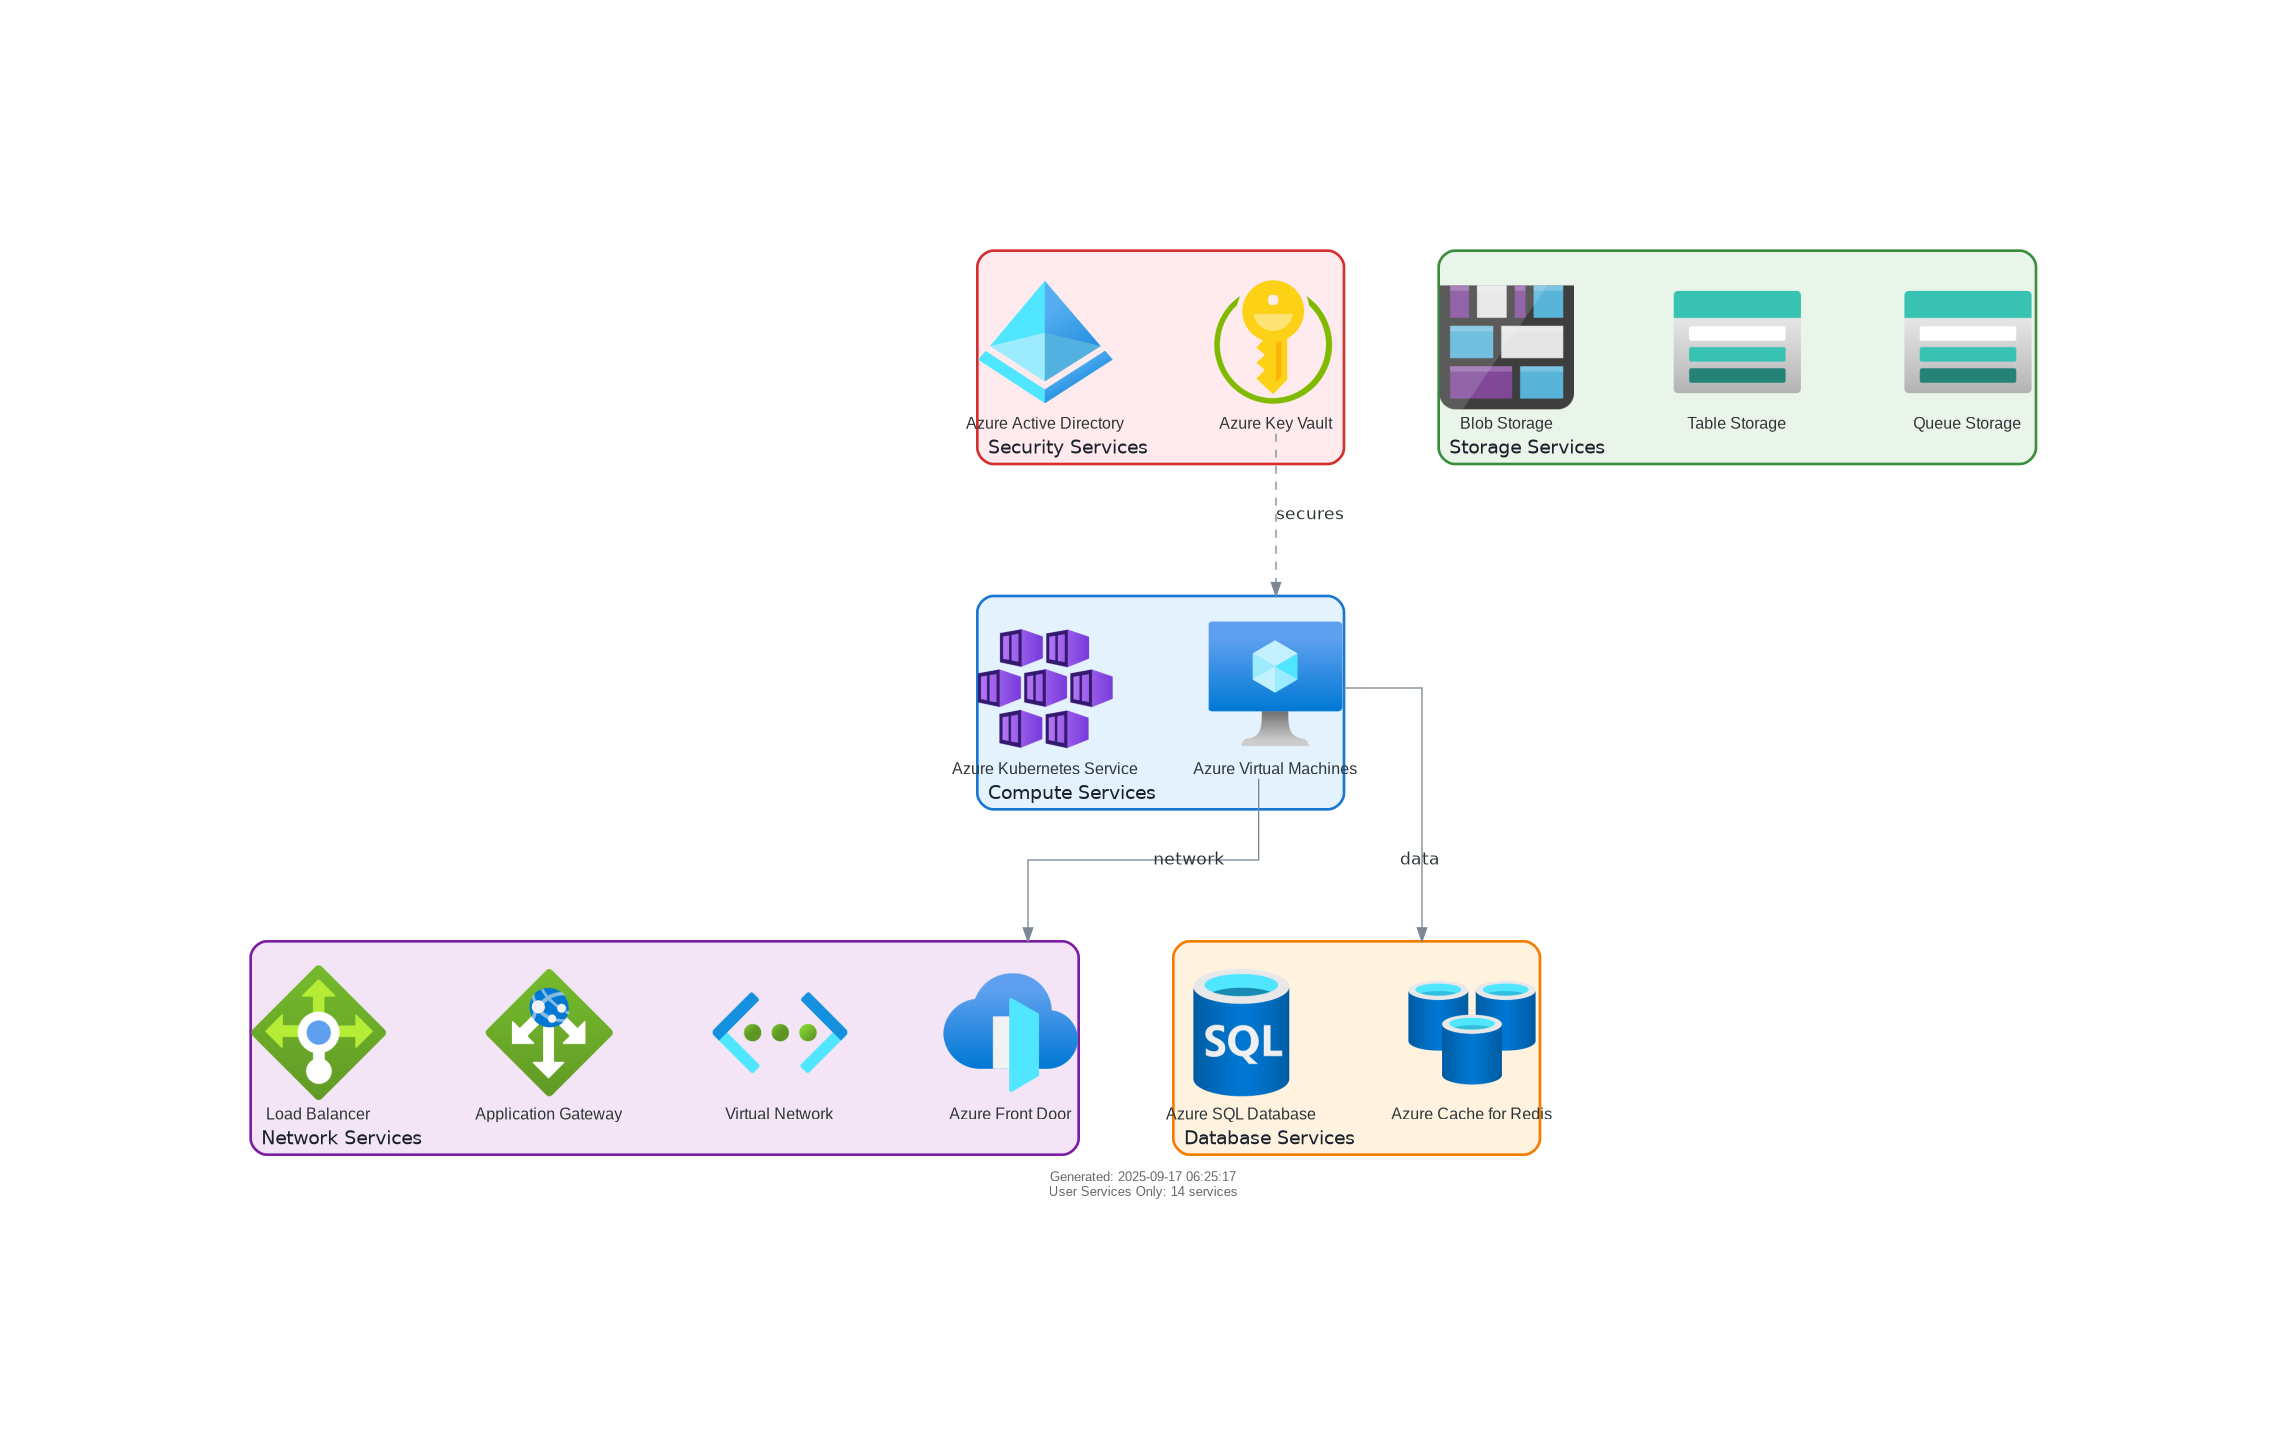 Azure Active Directory
Azure Key Vault
Security Services
Blob Storage
Table Storage
Queue Storage
Storage Services
secures
Azure Kubernetes Service
Azure Virtual Machines
Compute Services
network
data
Load Balancer
Application Gateway
Virtual Network
Azure Front Door
Network Services
SQL
Azure SQL Database
Azure Cache for Redis
Database Services
Generated: 2025-09-17 06:25:17
User Services Only: 14 services